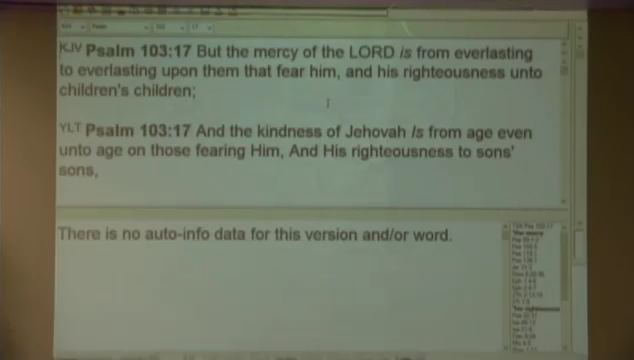 KJV Psalm 103:17 But the mercy of the LORD is from everlasting
to everlasting upon them that fear him, and his righteousness unto
children's children;
YLT Psalm 103:17 And the kindness of Jehovah Is from age even
unto age on those fearing Him, And His righteousness to sons'
sons,
There is no auto-info data for this version and/or word.